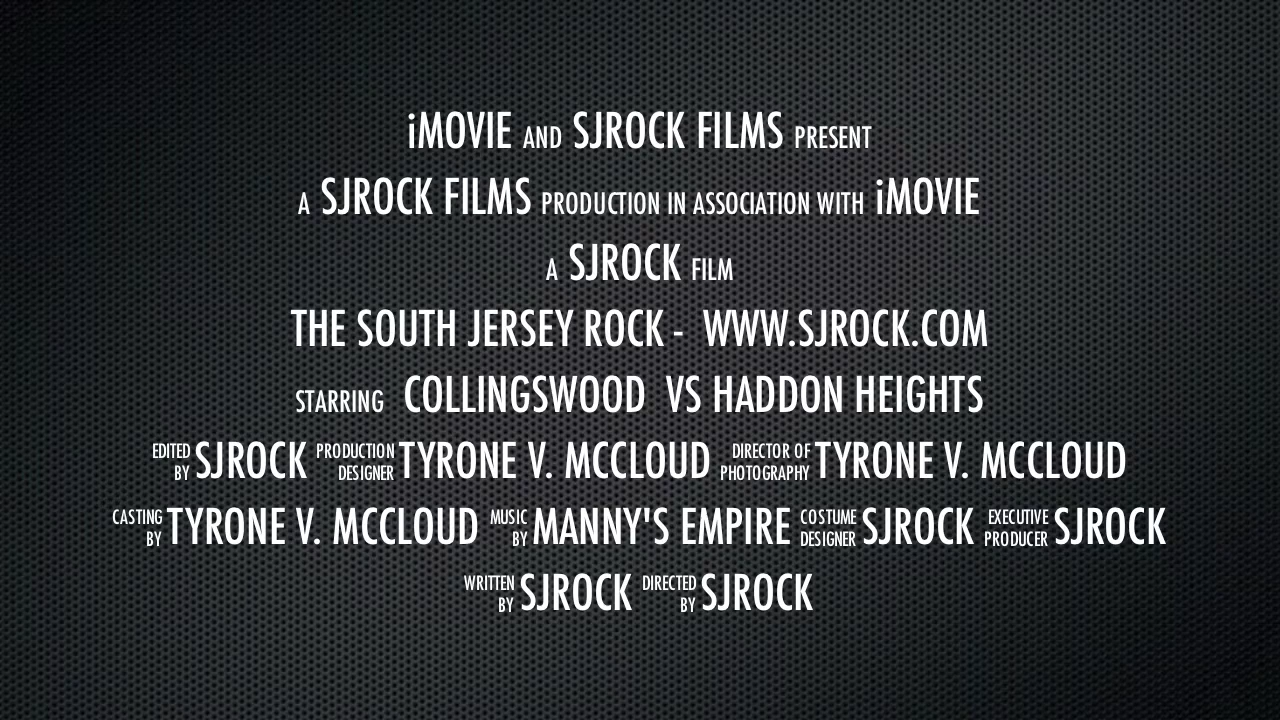 iMOVIE AND SJROCK FILMS PRESENT
A SJROCK FILMS PRODUCTION IN ASSOCIATION WITH iMOVIE
A SJROCK FILM
THE SOUTH JERSEY ROCK - WWW.SJROCK.COM
STARRING COLLINGSWOOD VS HADDON HEIGHTS
EDITED BY SJROCK PRODUCTION DESIGNER TYRONE V. MCCLOUD DIRECTOR OF PHOTOGRAPHY TYRONE V. MCCLOUD
CASTING BY TYRONE V. MCCLOUD MUSIC BY MANNY'S EMPIRE COSTUME DESIGNER SJROCK EXECUTIVE PRODUCER SJROCK
WRITTEN BY SJROCK DIRECTED BY SJROCK